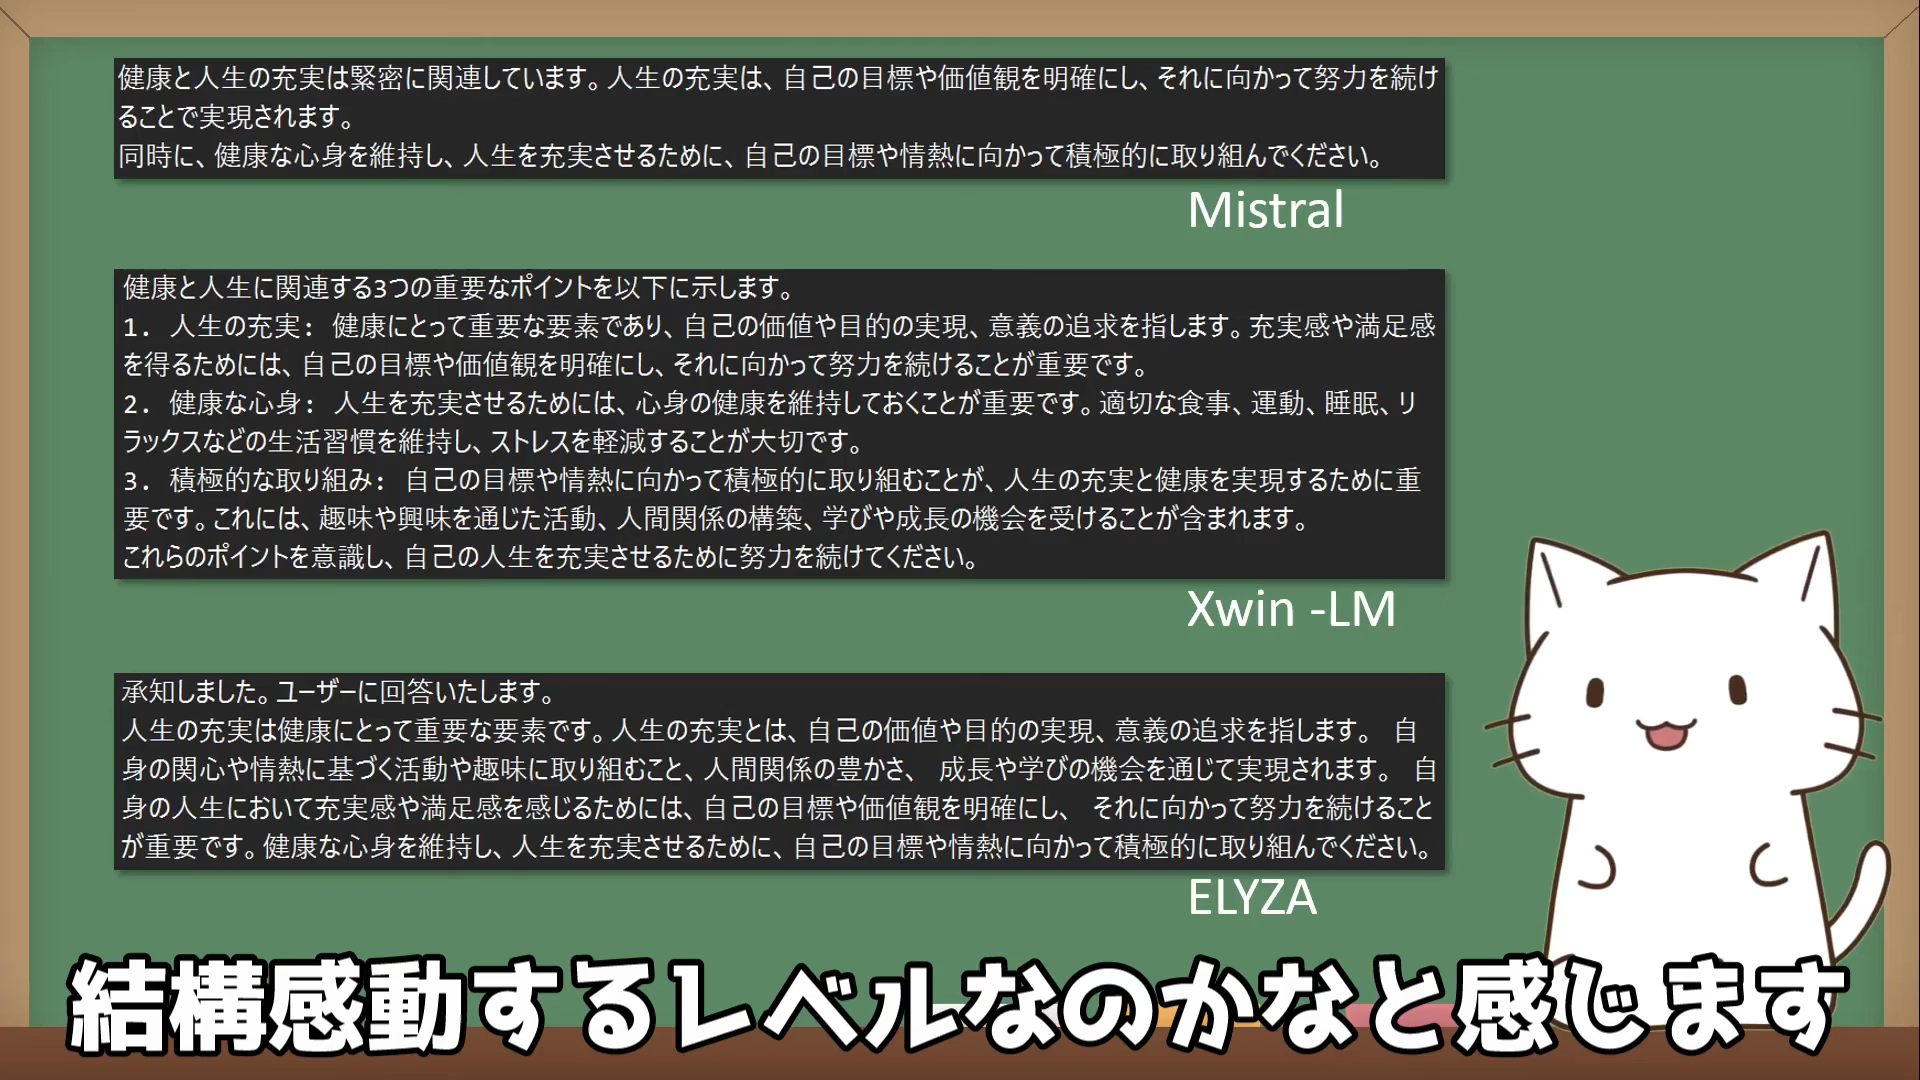 健康と人生の充実は緊密に関連しています。人生の充実は、自己の目標や価値観を明確にし、それに向かって努力を続け
ることで実現されます。
同時に、健康な心身を維持し、人生を充実させるために、自己の目標や情熱に向かって積極的に取り組んでください。
Mistral
健康と人生に関連する3つの重要なポイントを以下に示します。
1. 人生の充実: 健康にとって重要な要素であり、自己の価値や目的の実現、意義の追求を指します。充実感や満足感
を得るためには、自己の目標や価値観を明確にし、それに向かって努力を続けることが重要です。
2. 健康な心身: 人生を充実させるためには、心身の健康を維持しておくことが重要です。適切な食事、運動、睡眠、リ
ラックスなどの生活習慣を維持し、ストレスを軽減することが大切です。
3. 積極的な取り組み: 自己の目標や情熱に向かって積極的に取り組むことが、人生の充実と健康を実現するために重
要です。これには、趣味や興味を通じた活動、人間関係の構築、学びや成長の機会を受けることが含まれます。
これらのポイントを意識し、自己の人生を充実させるために努力を続けてください。
Xwin -LM
承知しました。ユーザーに回答いたします。
人生の充実は健康にとって重要な要素です。人生の充実とは、自己の価値や目的の実現、意義の追求を指します。 自
身の関心や情熱に基づく活動や趣味に取り組むこと、人間関係の豊かさ、 成長や学びの機会を通じて実現されます。 自
身の人生において充実感や満足感を感じるためには、自己の目標や価値観を明確にし、 それに向かって努力を続けること
が重要です。健康な心身を維持し、人生を充実させるために、自己の目標や情熱に向かって積極的に取り組んでください。
ELYZA
結構感動するレベルなのかなと感じます